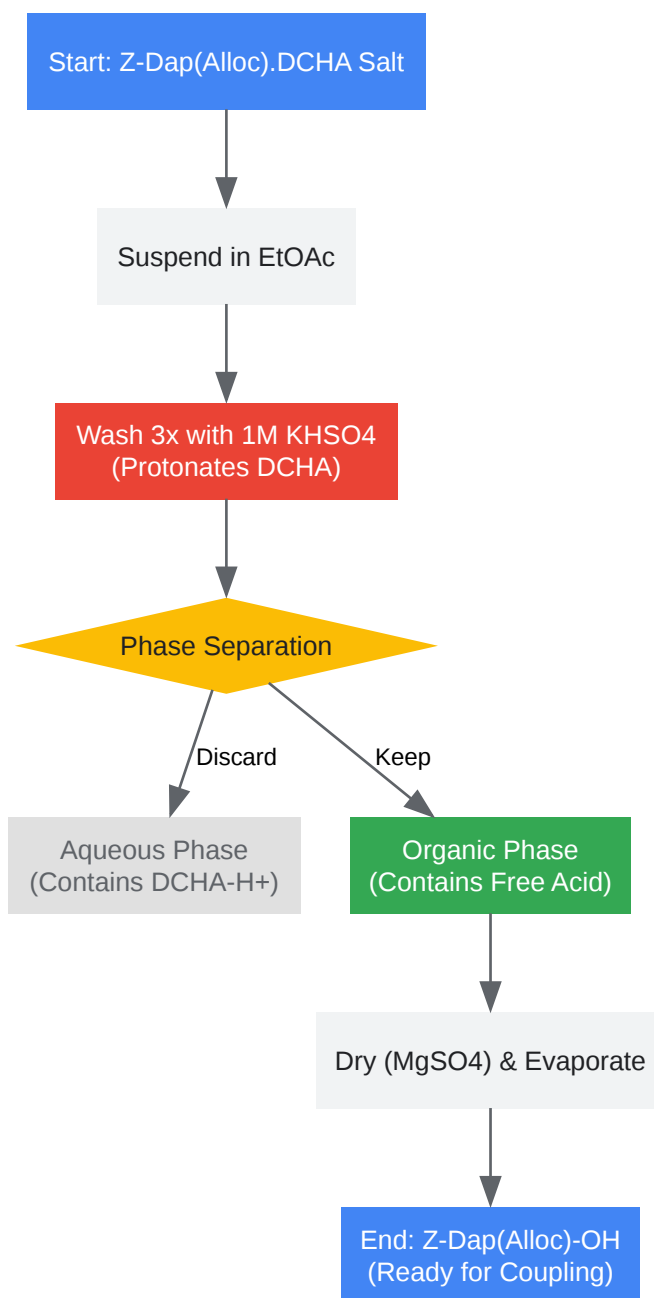 Start: Z-Dap(Alloc).DCHA Salt
Suspend in EtOAc
Wash 3x with 1M KHSO4
(Protonates DCHA)
Phase Separation
Discard
Keep
Aqueous Phase
(Contains DCHA-H+)
Organic Phase
(Contains Free Acid)
Dry (MgSO4) & Evaporate
End: Z-Dap(Alloc)-OH
(Ready for Coupling)